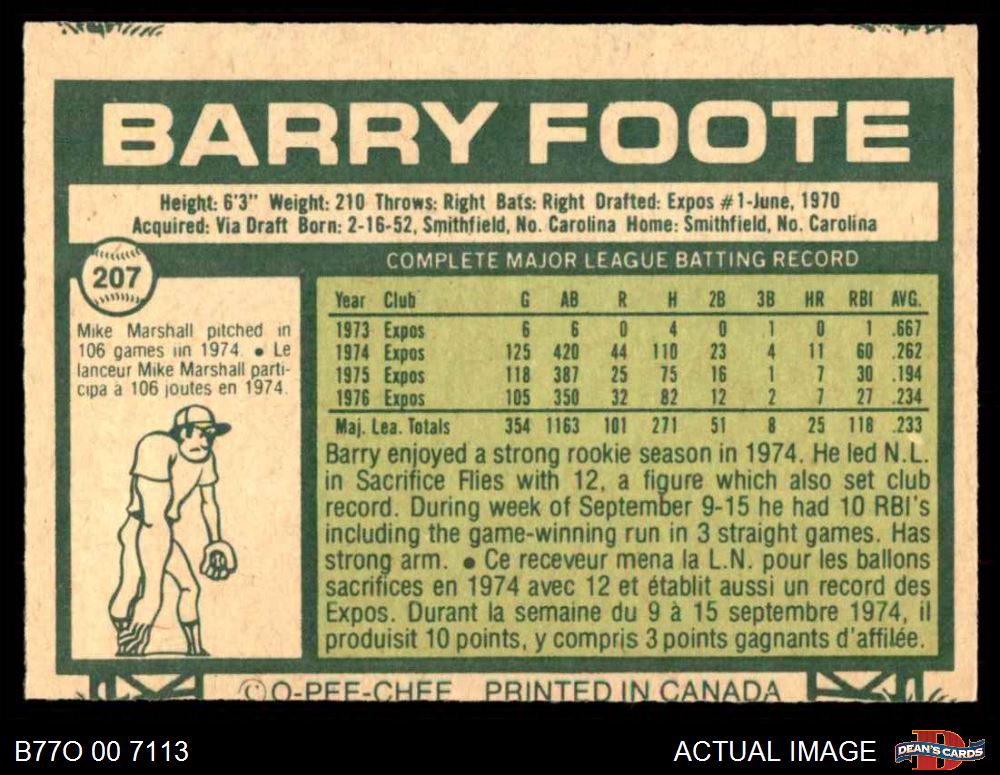 BARRY FOOTE
Height: 6'3" Weight: 210 Throws: Right Bats: Right Drafted: Expos #1-June, 1970
Acquired: Via Draft Born: 2-16-52, Smithfield, No. Carolina Home: Smithfield, No. Carolina
207
COMPLETE MAJOR LEAGUE BATTING RECORD
Mike Marshall pitched in
106 games iin 1974. • Le
lanceur Mike Marshall parti-
cipa à 106 joutes en 1974.
Year Club G AB R H 2B 3B HR RBI AVG.
1973 Expos 6 6 0 4 0 1 0 1 .667
1974 Expos 125 420 44 110 23 4 11 60 .262
1975 Expos 118 387 25 75 16 1 7 30 .194
1976 Expos 105 350 32 82 12 2 7 27 .234
Maj. Lea. Totals 354 1163 101 271 51 8 25 118 .233
Barry enjoyed a strong rookie season in 1974. He led N.L.
in Sacrifice Flies with 12, a figure which also set club
record. During week of September 9-15 he had 10 RBI's
including the game-winning run in 3 straight games. Has
strong arm. • Ce receveur mena la L.N. pour les ballons
sacrifices en 1974 avec 12 et établit aussi un record des
Expos. Durant la semaine du 9 à 15 septembre 1974, il
produisit 10 points, y compris 3 points gagnants d'affilée.
© O-PEE-CHEE PRINTED IN CANADA
B77O 00 7113
ACTUAL IMAGE
D
DEAN'S CARDS